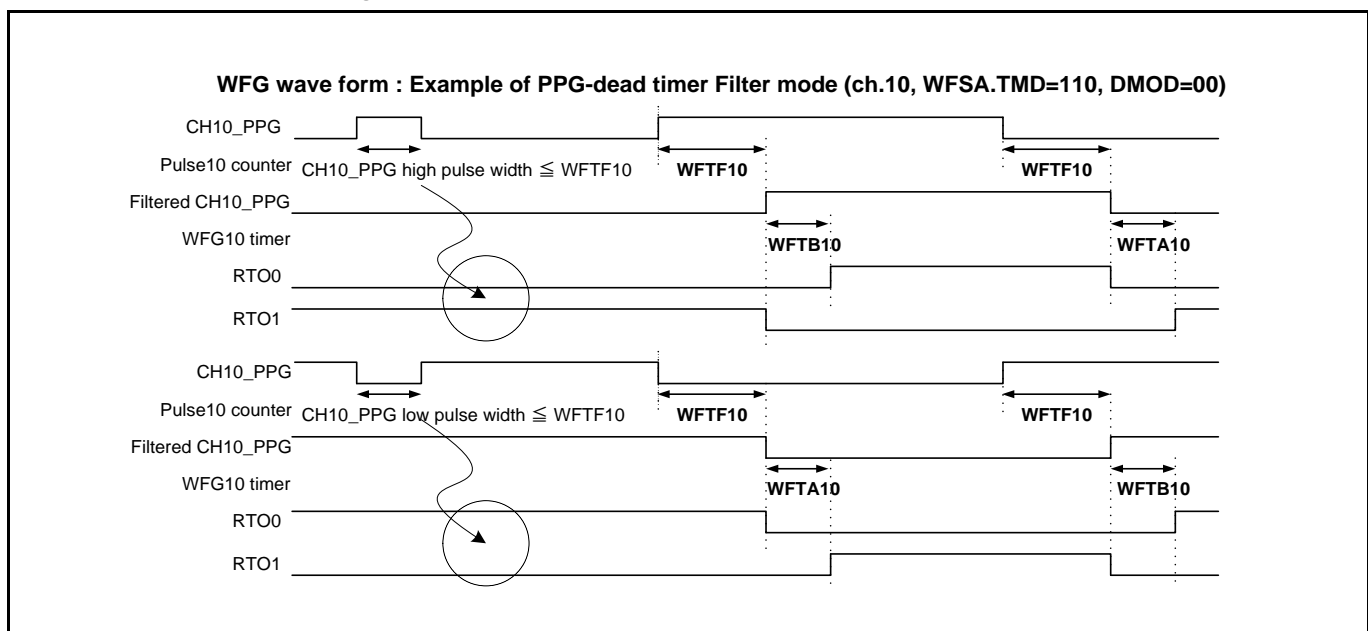 WFG wave form : Example of PPG-dead timer Filter mode (ch.10, WFSA.TMD=110, DMOD=00)
CH10_PPG
Pulse10 counter CH10_PPG high pulse width ≦ WFTF10 WFTF10 WFTF10
Filtered CH10_PPG
WFG10 timer WFTB10 WFTA10
RTO0
RTO1
CH10_PPG
Pulse10 counter CH10_PPG low pulse width ≦ WFTF10 WFTF10 WFTF10
Filtered CH10_PPG
WFG10 timer WFTA10 WFTB10
RTO0
RTO1